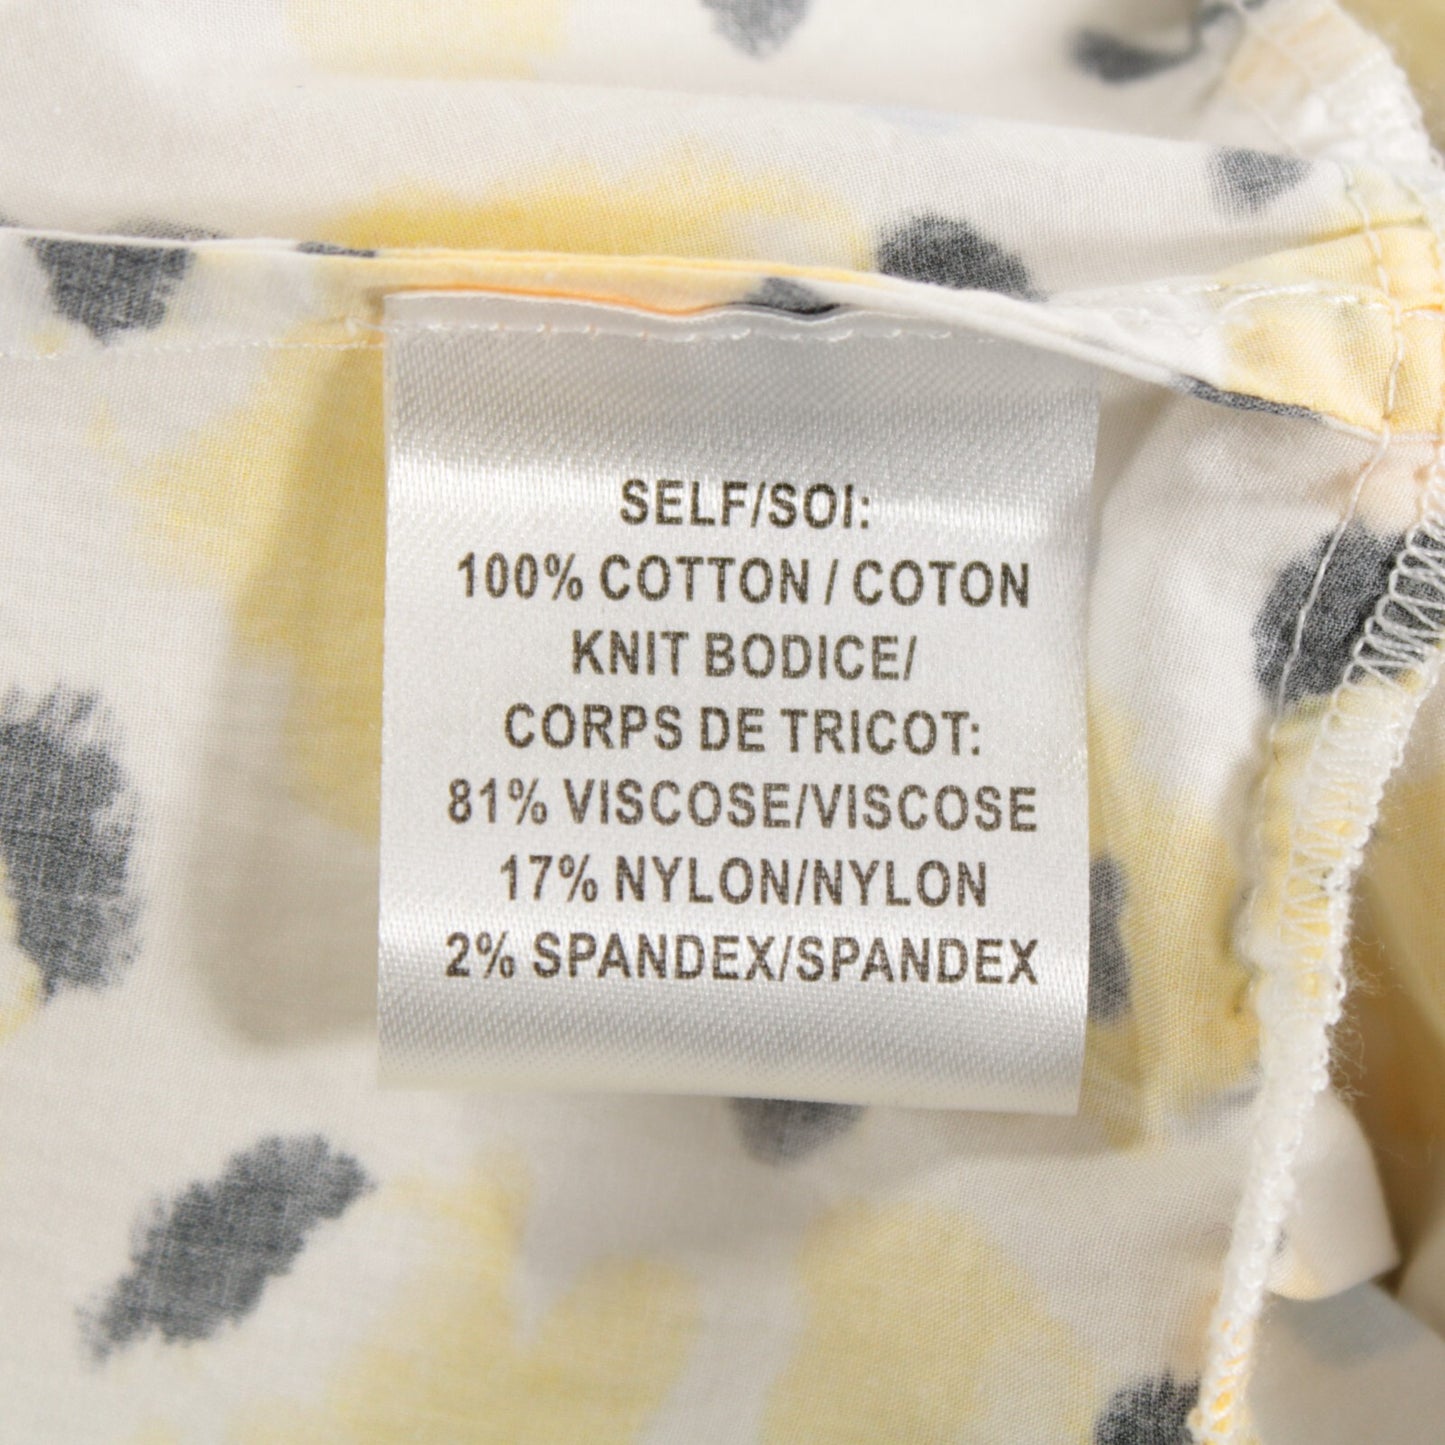 SELF/SOI:
100% COTTON / COTON
KNIT BODICE/
CORPS DE TRICOT:
81% VISCOSE/VISCOSE
17% NYLON/NYLON
2% SPANDEX/SPANDEX